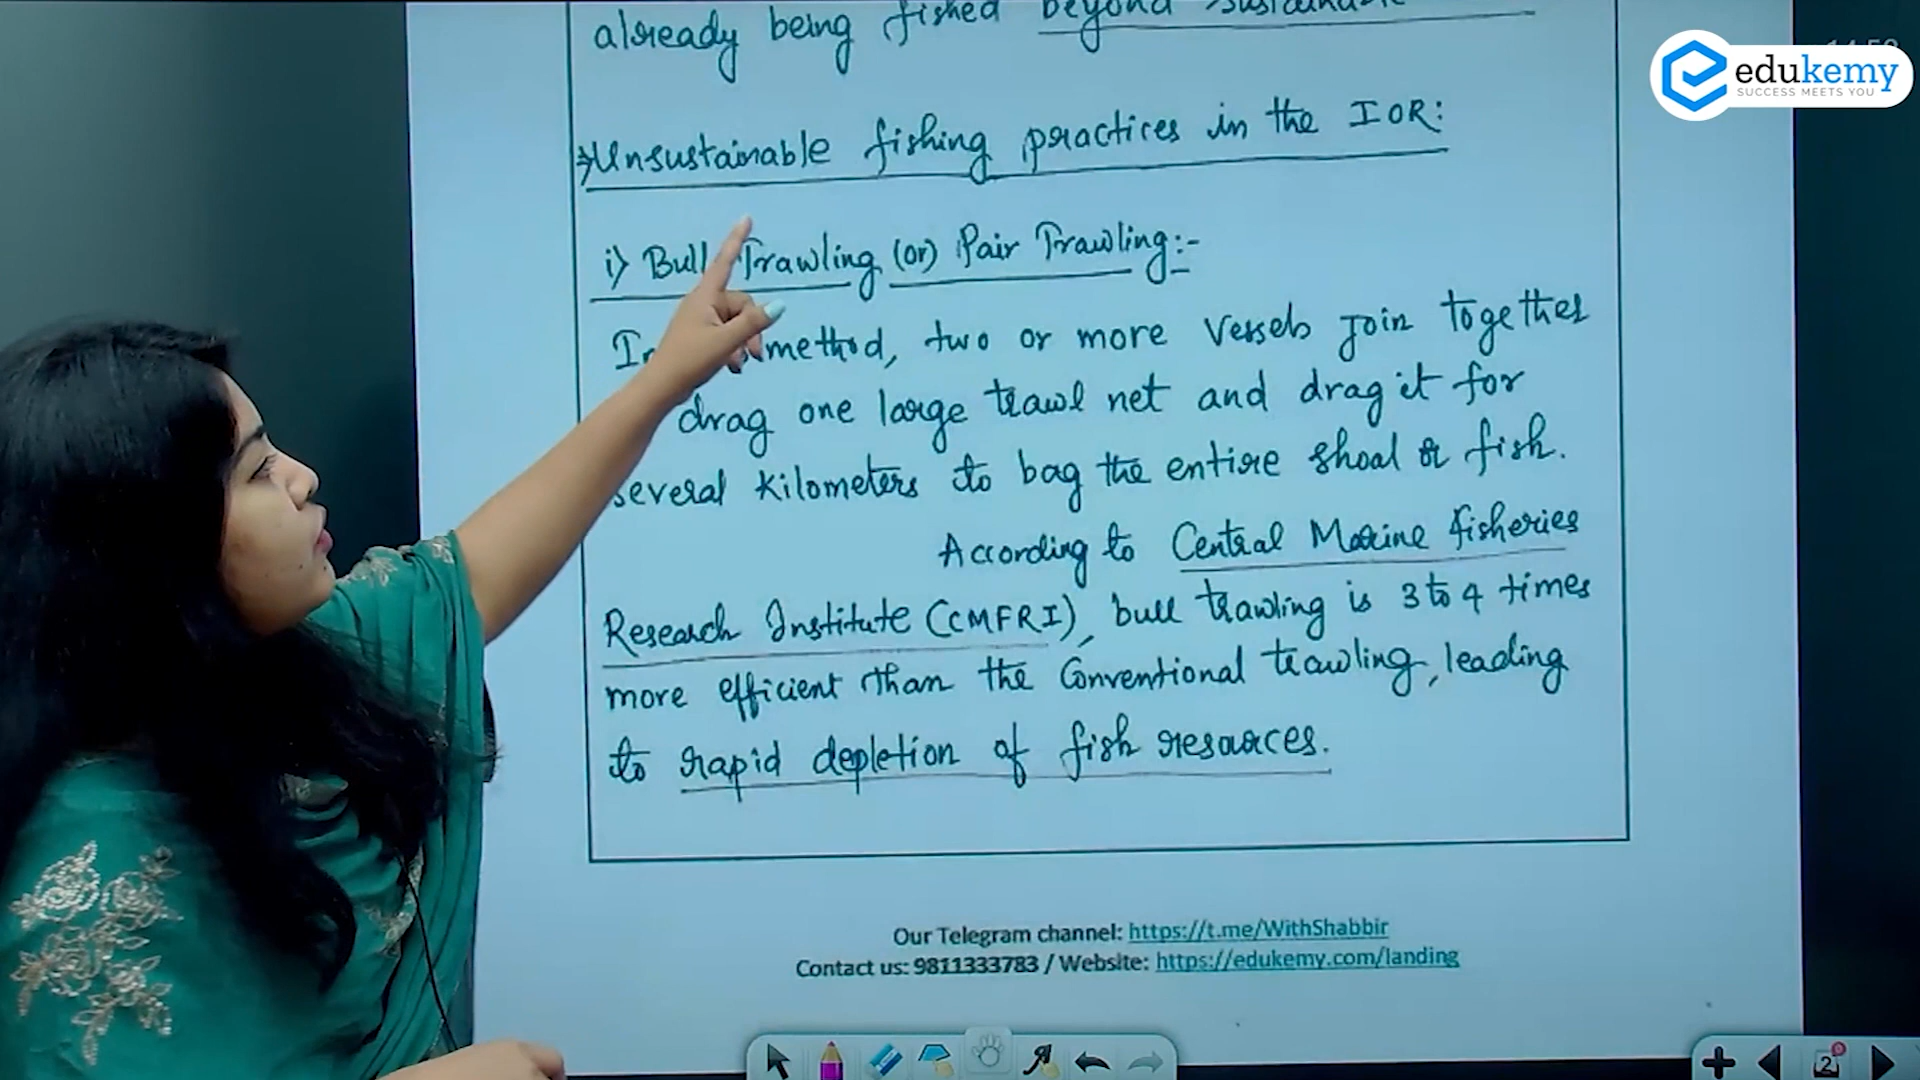 already being fished beyond sustainable
edukemy
SUCCESS MEETS YOU
→Unsustainable fishing practices in the IOR:
i) Bull Trawling (or) Pair Trawling:-
In method, two or more vessels join together
drag one large trawl net and drag it for
several kilometers to bag the entire shoal of fish.
According to Central Marine Fisheries
Research Institute (CMFRI), bull trawling is 3 to 4 times
more efficient than the conventional trawling, leading
to rapid depletion of fish resources.
Our Telegram channel: https://t.me/WithShabbir
Contact us: 9811333783 / Website: https://edukemy.com/landing
2